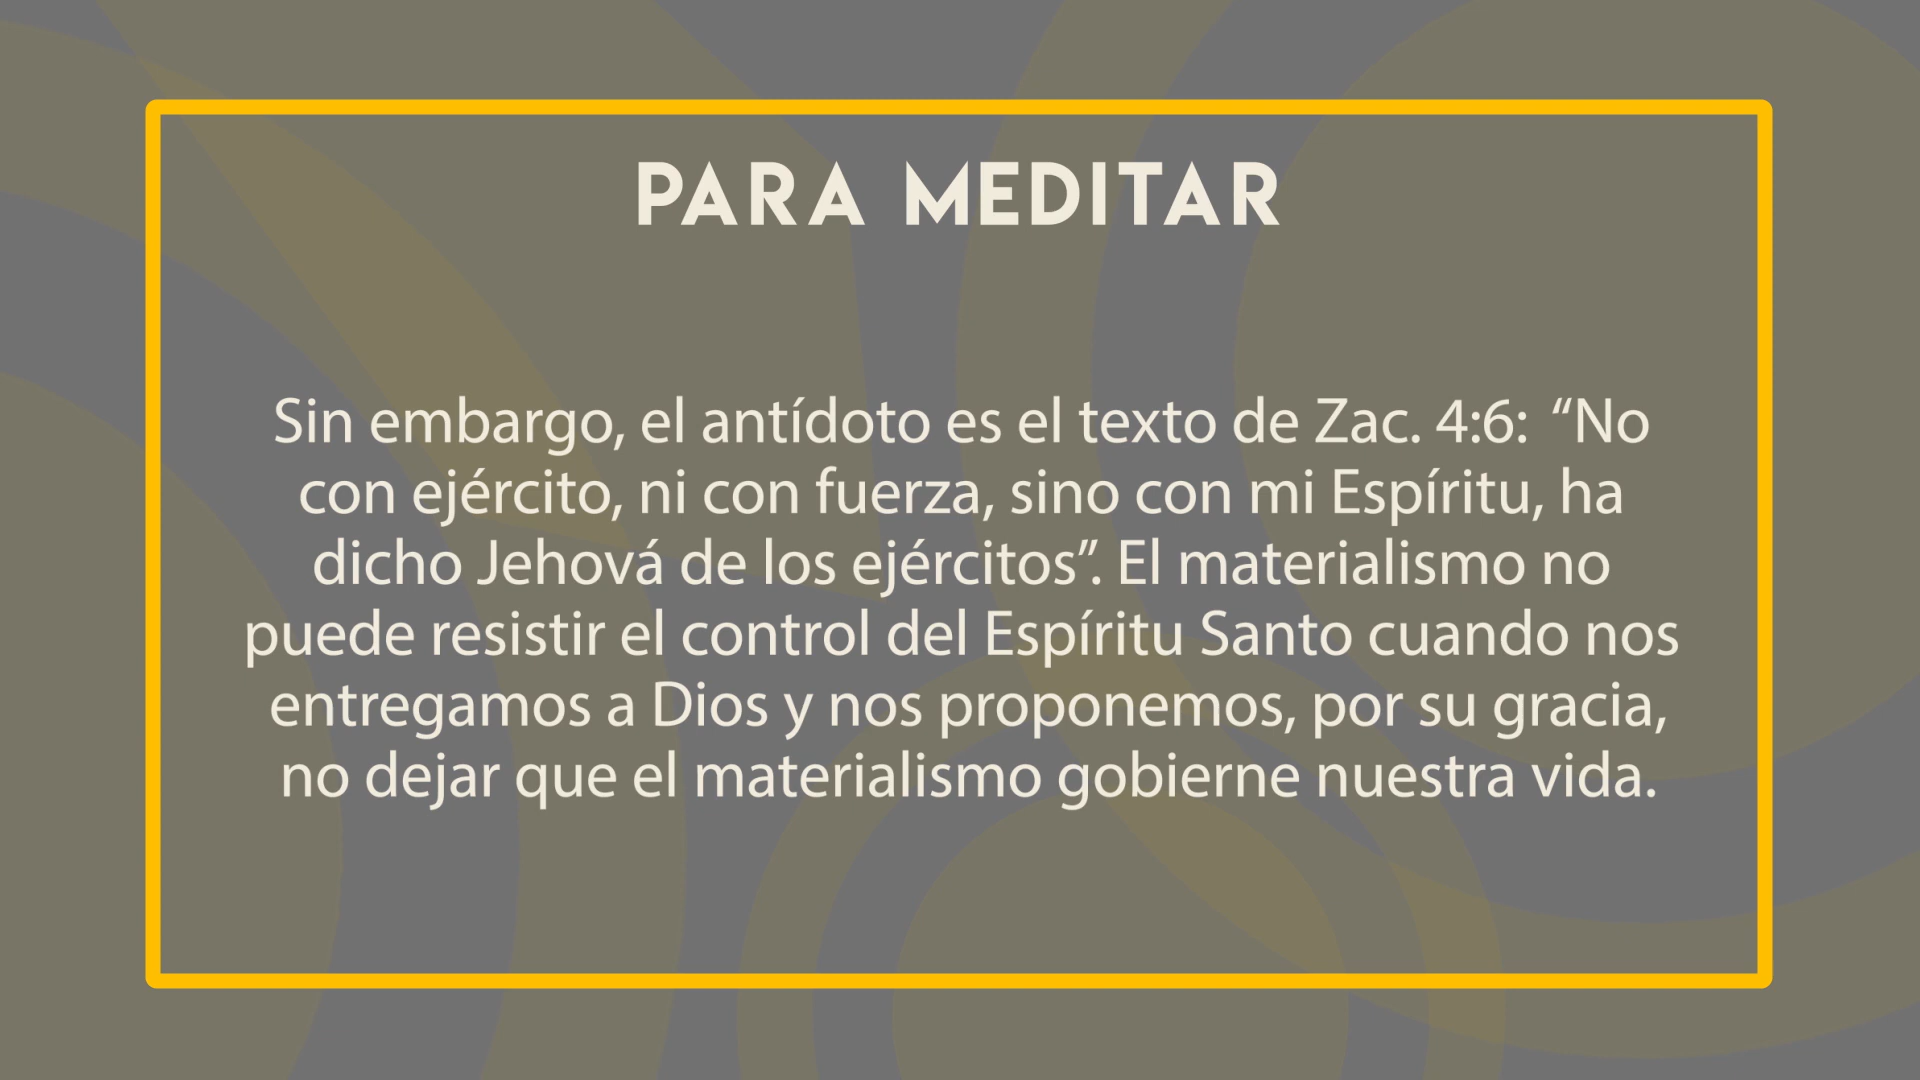 PARA MEDITAR
Sin embargo, el antídoto es el texto de Zac. 4:6:  “No
con ejército, ni con fuerza, sino con mi Espíritu, ha
dicho Jehová de los ejércitos”. El materialismo no
puede resistir el control del Espíritu Santo cuando nos
entregamos a Dios y nos proponemos, por su gracia,
no dejar que el materialismo gobierne nuestra vida.